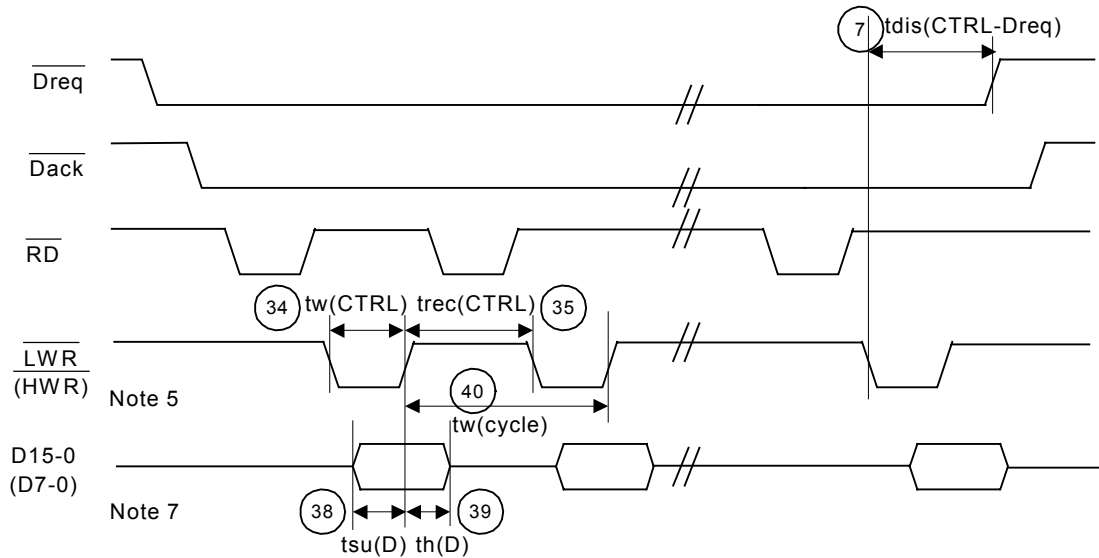 7 tdis(CTRL-Dreq)
Dreq
Dack
RD
34 tw(CTRL) trec(CTRL) 35
LWR
(HWR)
Note 5
40
tw(cycle)
D15-0
(D7-0)
Note 7
38 39
tsu(D) th(D)